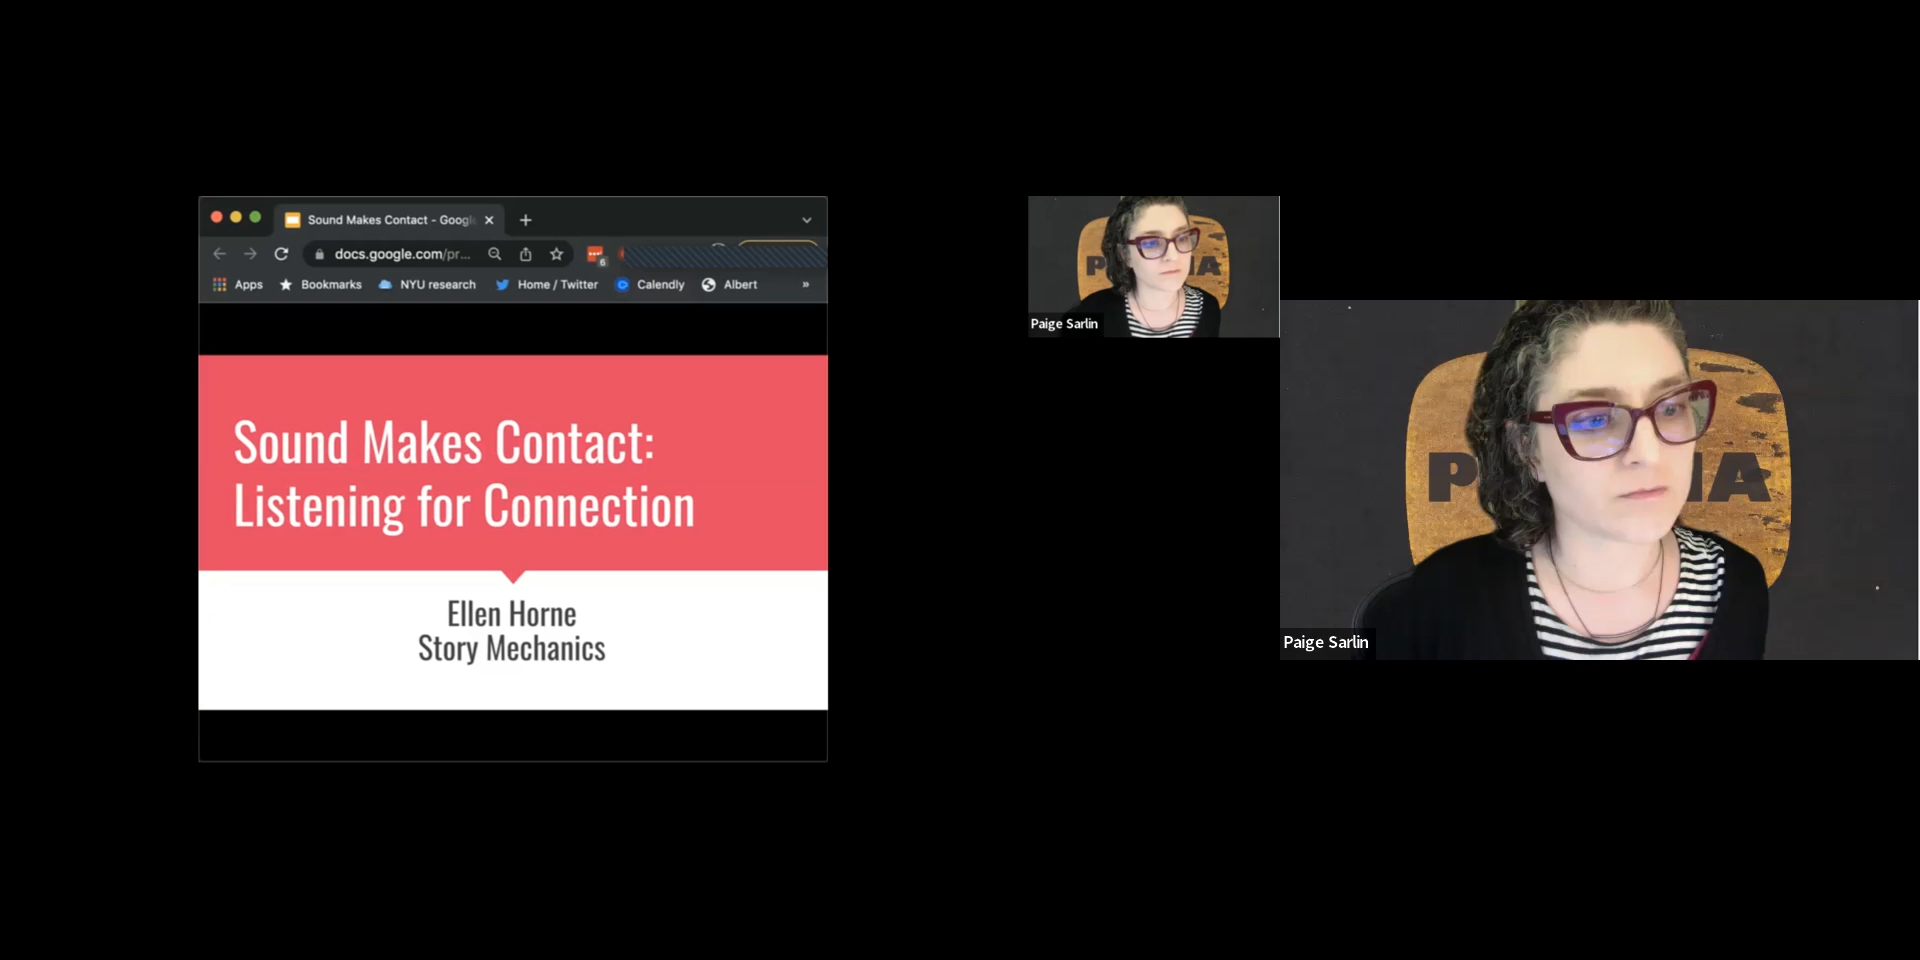 Sound Makes Contact - Googl
docs.google.com/pr...
6
Apps
Bookmarks
NYU research
Home / Twitter
Calendly
Albert
»
Sound Makes Contact:
Listening for Connection
Ellen Horne
Story Mechanics
Paige Sarlin
Paige Sarlin